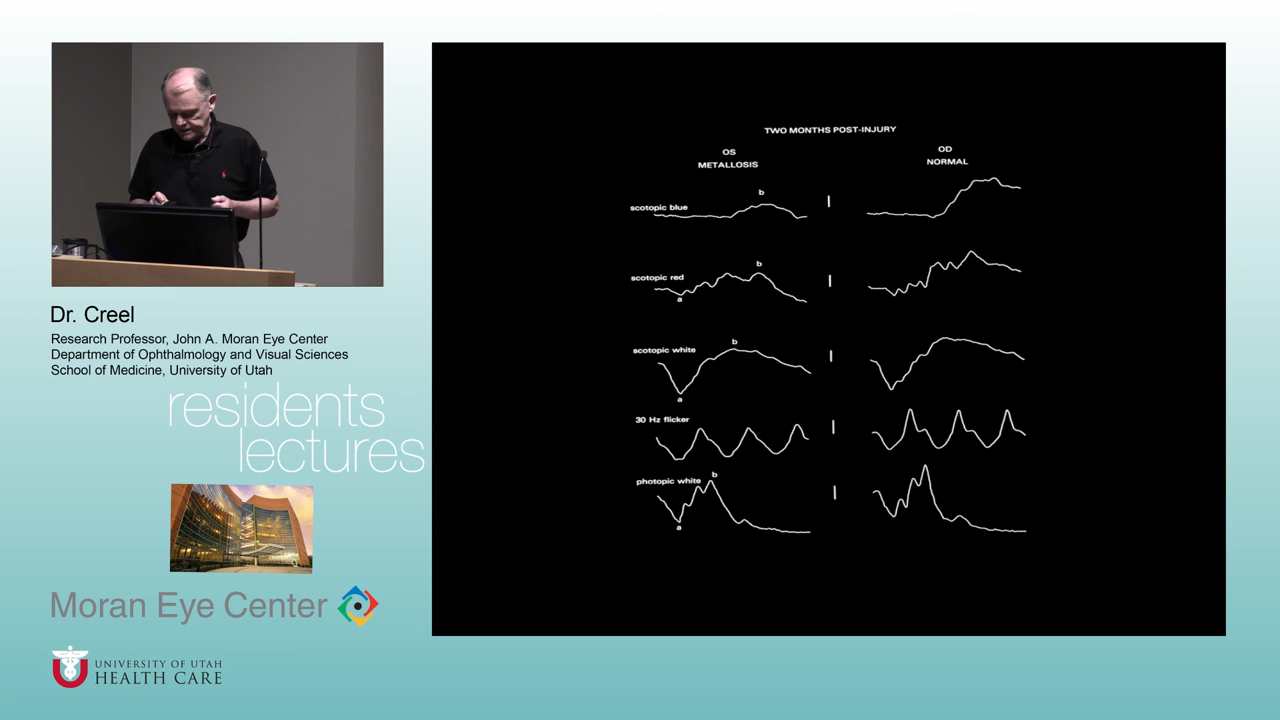 TWO MONTHS POST-INJURY
OS
METALLOSIS
OD
NORMAL
scotopic blue
b
scotopic red
b
a
scotopic white
b
a
30 Hz flicker
photopic white
b
a
Dr. Creel
Research Professor, John A. Moran Eye Center
Department of Ophthalmology and Visual Sciences
School of Medicine, University of Utah
residents
lectures
Moran Eye Center
UNIVERSITY OF UTAH
HEALTH CARE